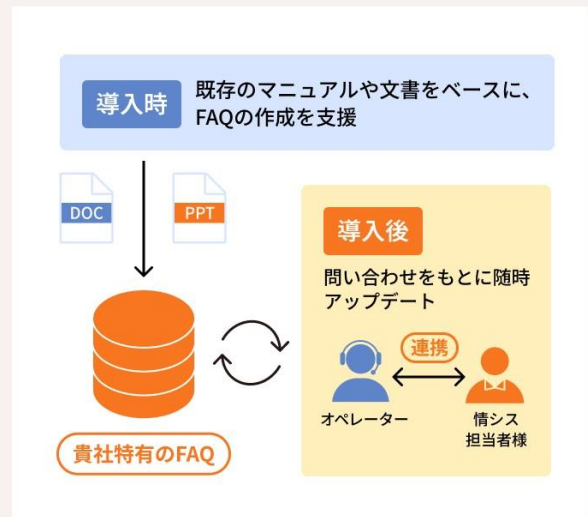 導入時
既存のマニュアルや文書をベースに、
FAQの作成を支援
DOC
PPT
導入後
問い合わせをもとに随時
アップデート
連携
オペレーター
情シス
担当者様
貴社特有のFAQ